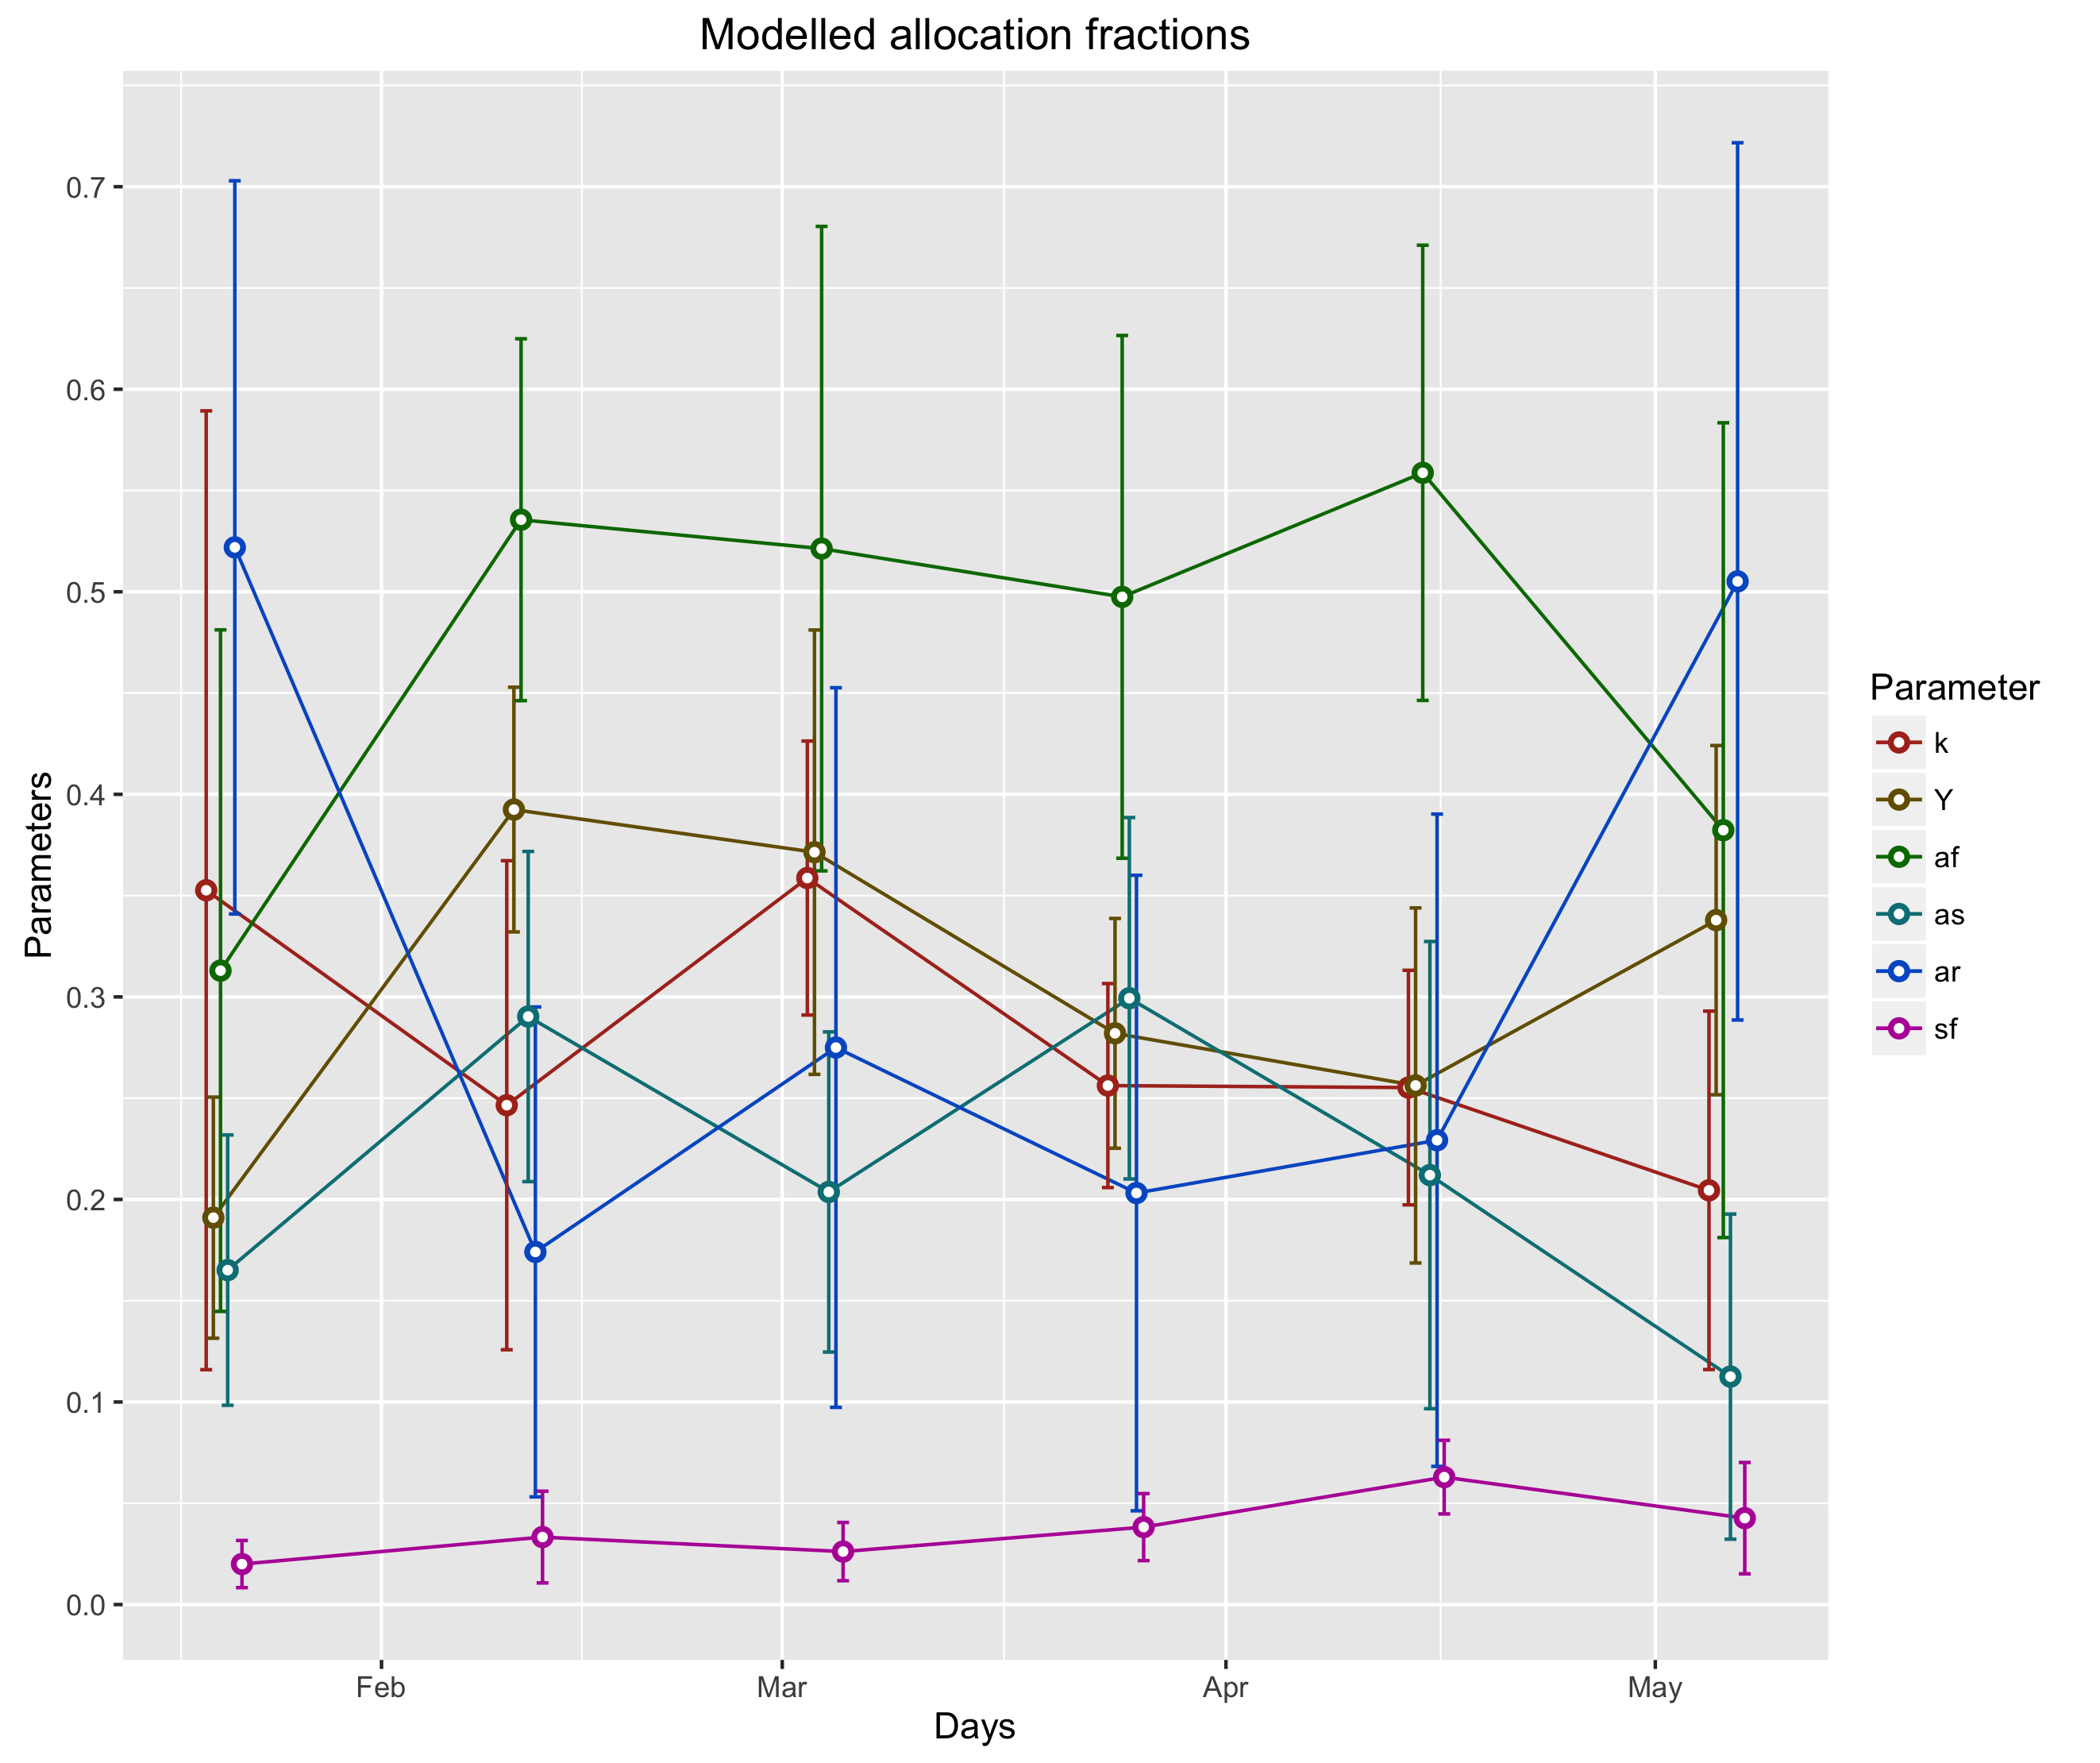 Modelled allocation fractions
0.7
0.6
0.5
0.4
0.3
0.2
0.1
0.0
Parameters
Feb
Mar
Apr
May
Days
Parameter
k
Y
af
as
ar
sf